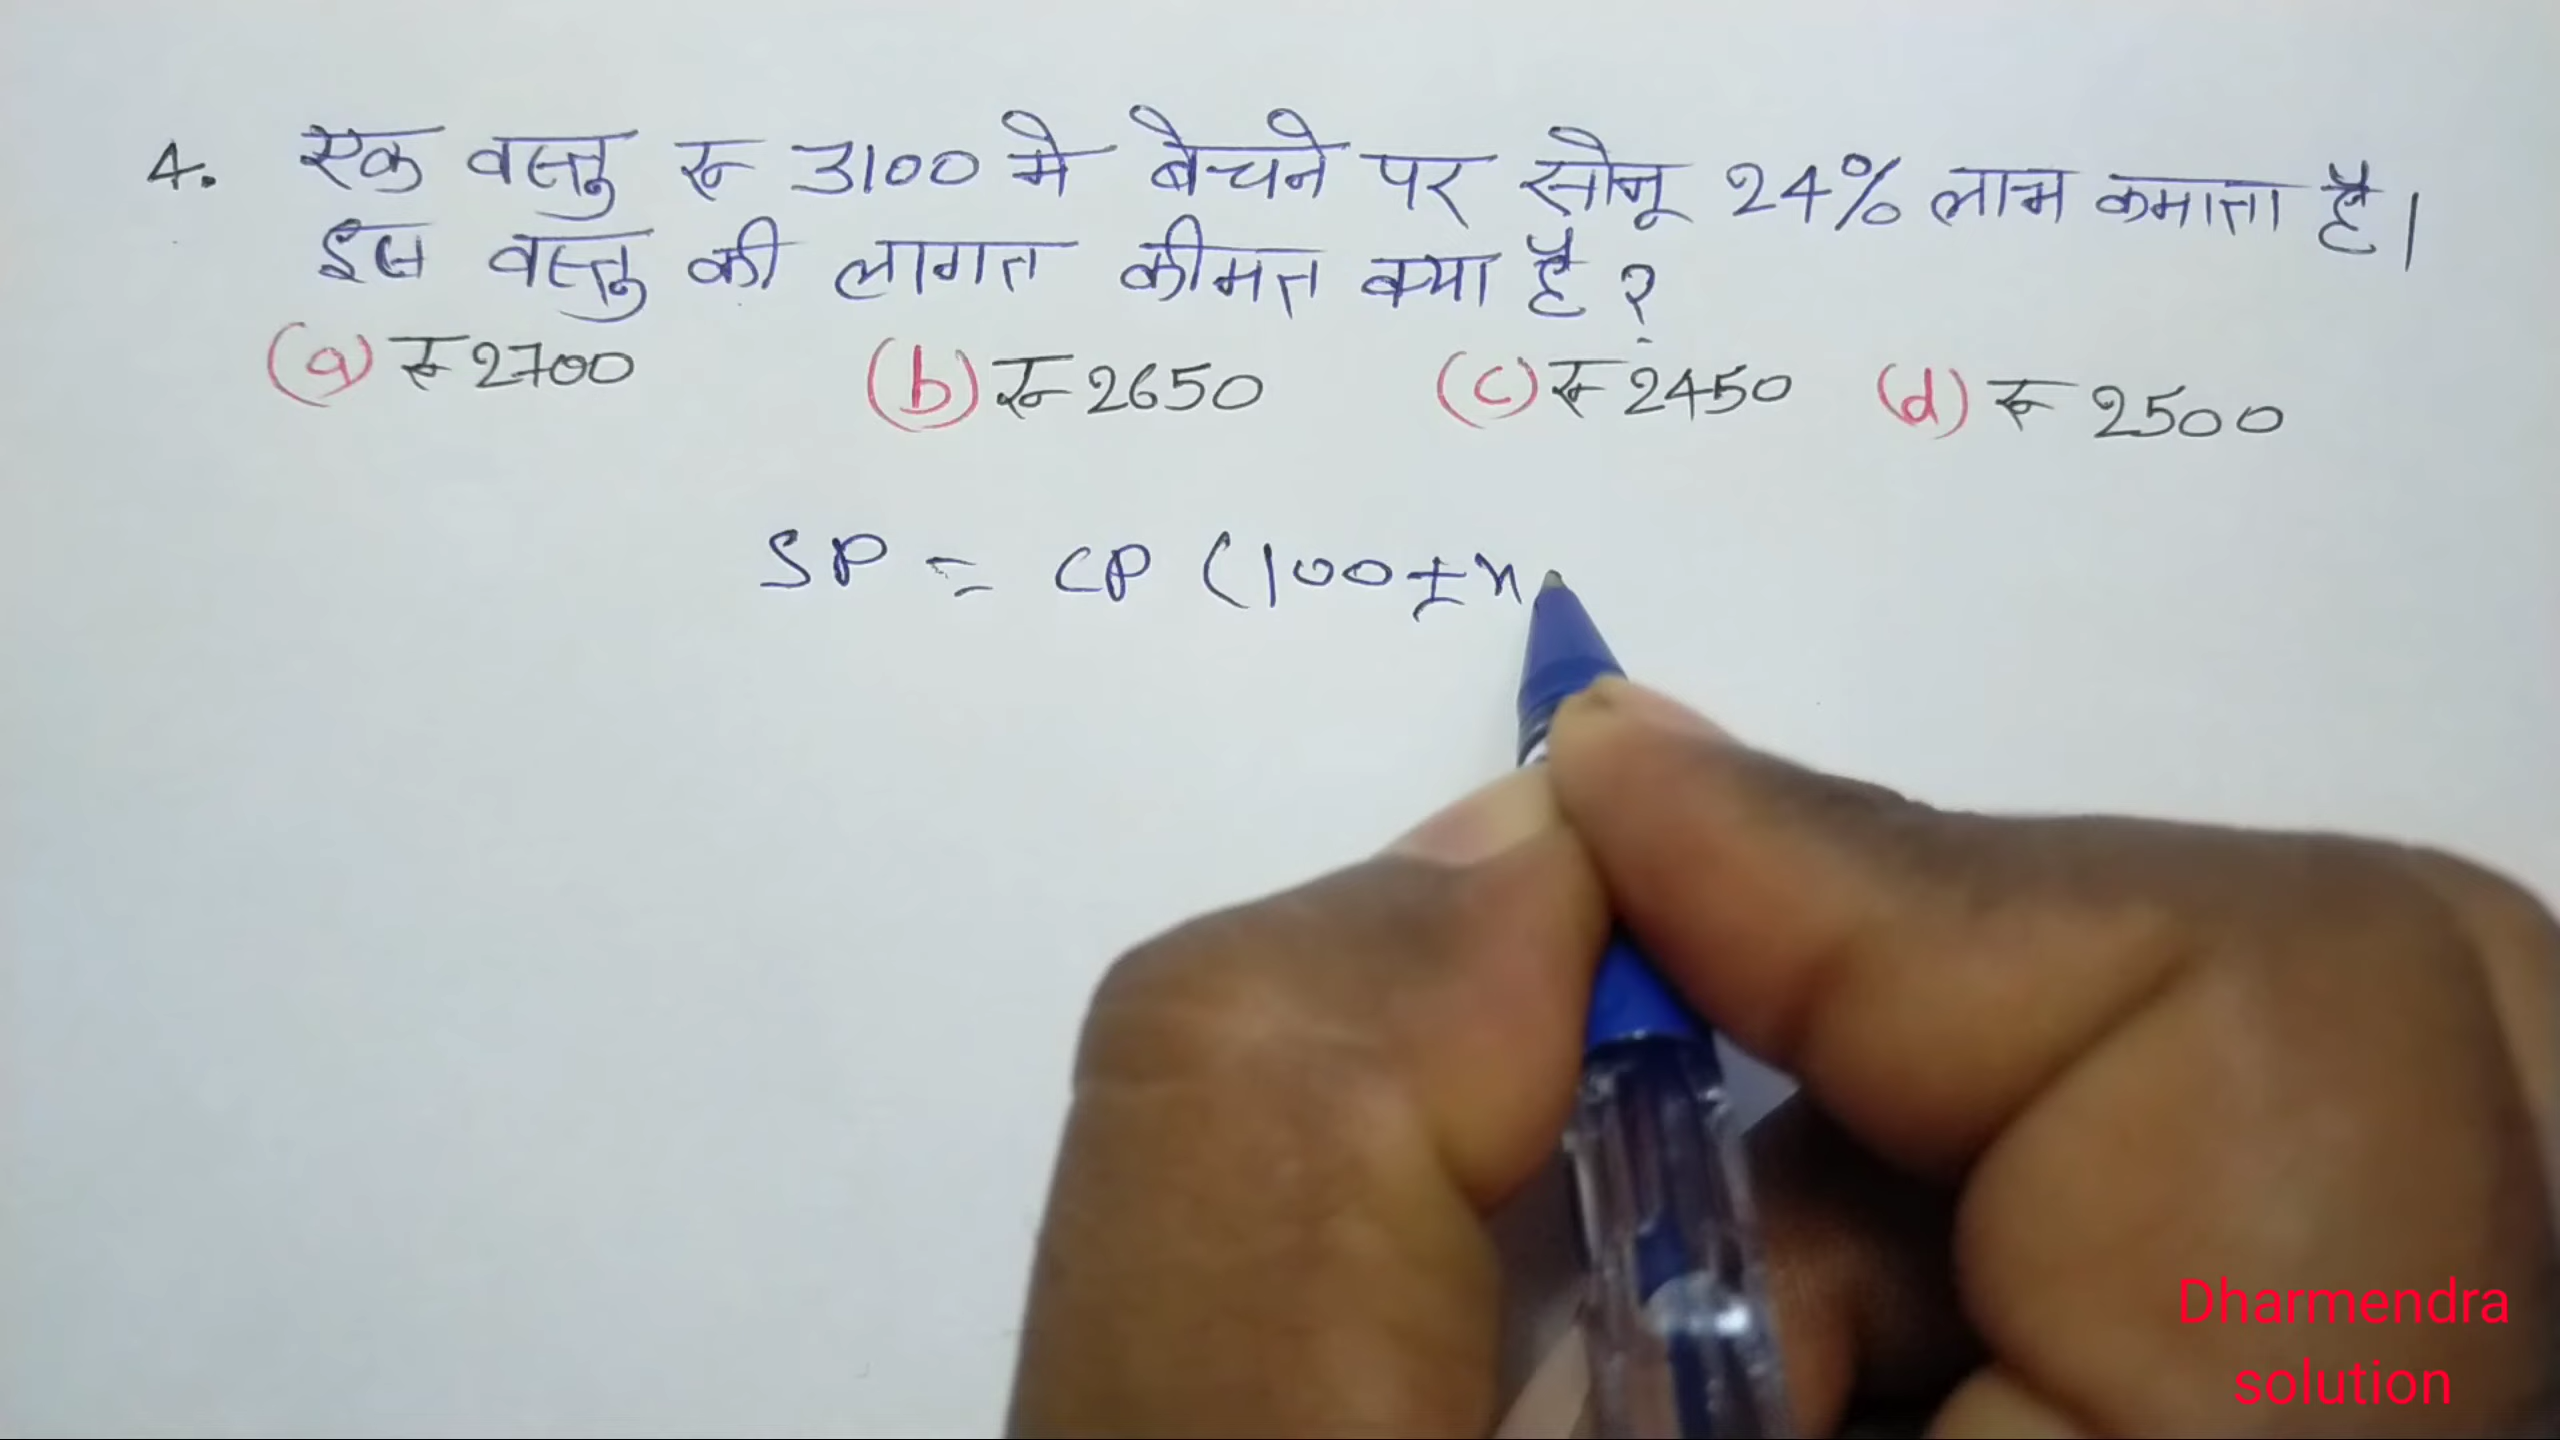 4. एक वस्तु रू 3100 मे बेचने पर सोनू 24% लाभ कमाता है।
इस वस्तु की लागत कीमत क्या है?
(a) रू 2700 (b) रू 2650 (c) रू 2450 (d) रू 2500
SP = CP (100 ± x
Dharmendra
solution